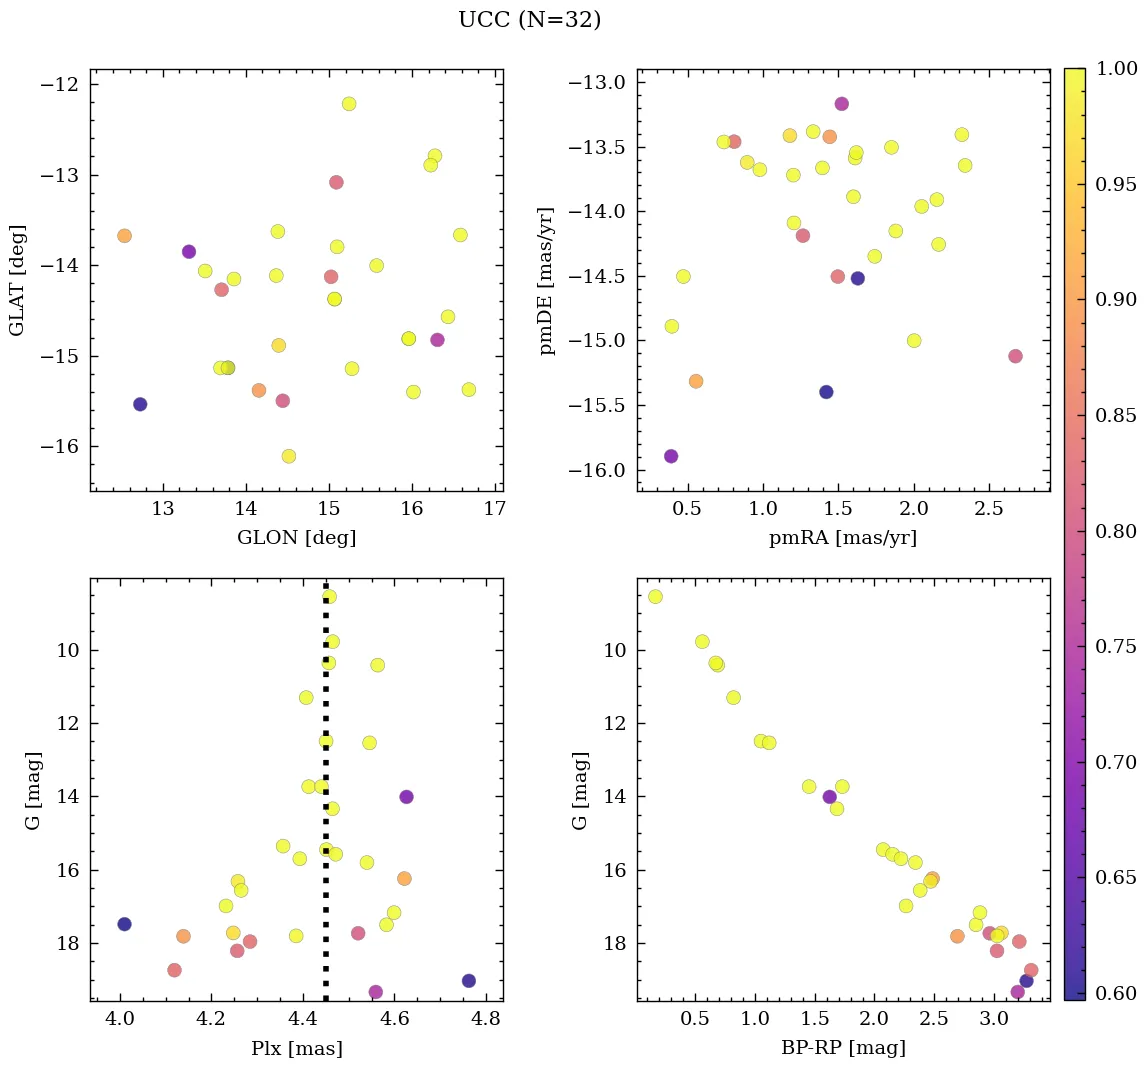 UCC (N=32)
−12
−13
−14
−15
−16
GLAT [deg]
13 14 15 16 17
GLON [deg]
−13.0
−13.5
−14.0
−14.5
−15.0
−15.5
−16.0
pmDE [mas/yr]
0.5 1.0 1.5 2.0 2.5
pmRA [mas/yr]
10
12
14
16
18
G [mag]
4.0 4.2 4.4 4.6 4.8
Plx [mas]
10
12
14
16
18
G [mag]
0.5 1.0 1.5 2.0 2.5 3.0
BP-RP [mag]
1.00
0.95
0.90
0.85
0.80
0.75
0.70
0.65
0.60